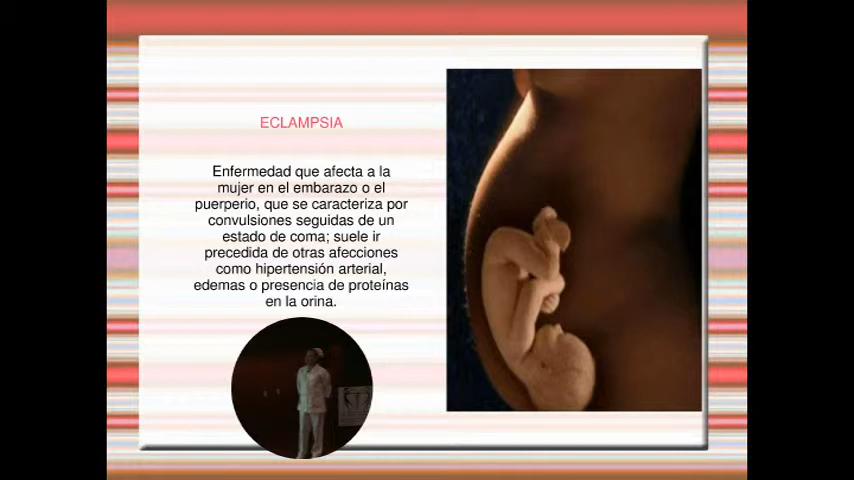 ECLAMPSIA
Enfermedad que afecta a la
mujer en el embarazo o el
puerperio, que se caracteriza por
convulsiones seguidas de un
estado de coma; suele ir
precedida de otras afecciones
como hipertensión arterial,
edemas o presencia de proteínas
en la orina.